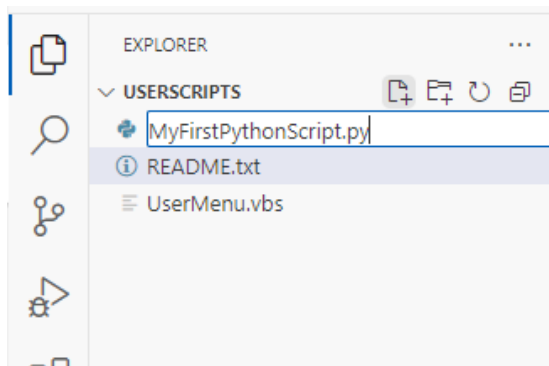 EXPLORER
USERSCRIPTS
MyFirstPythonScript.py
README.txt
UserMenu.vbs